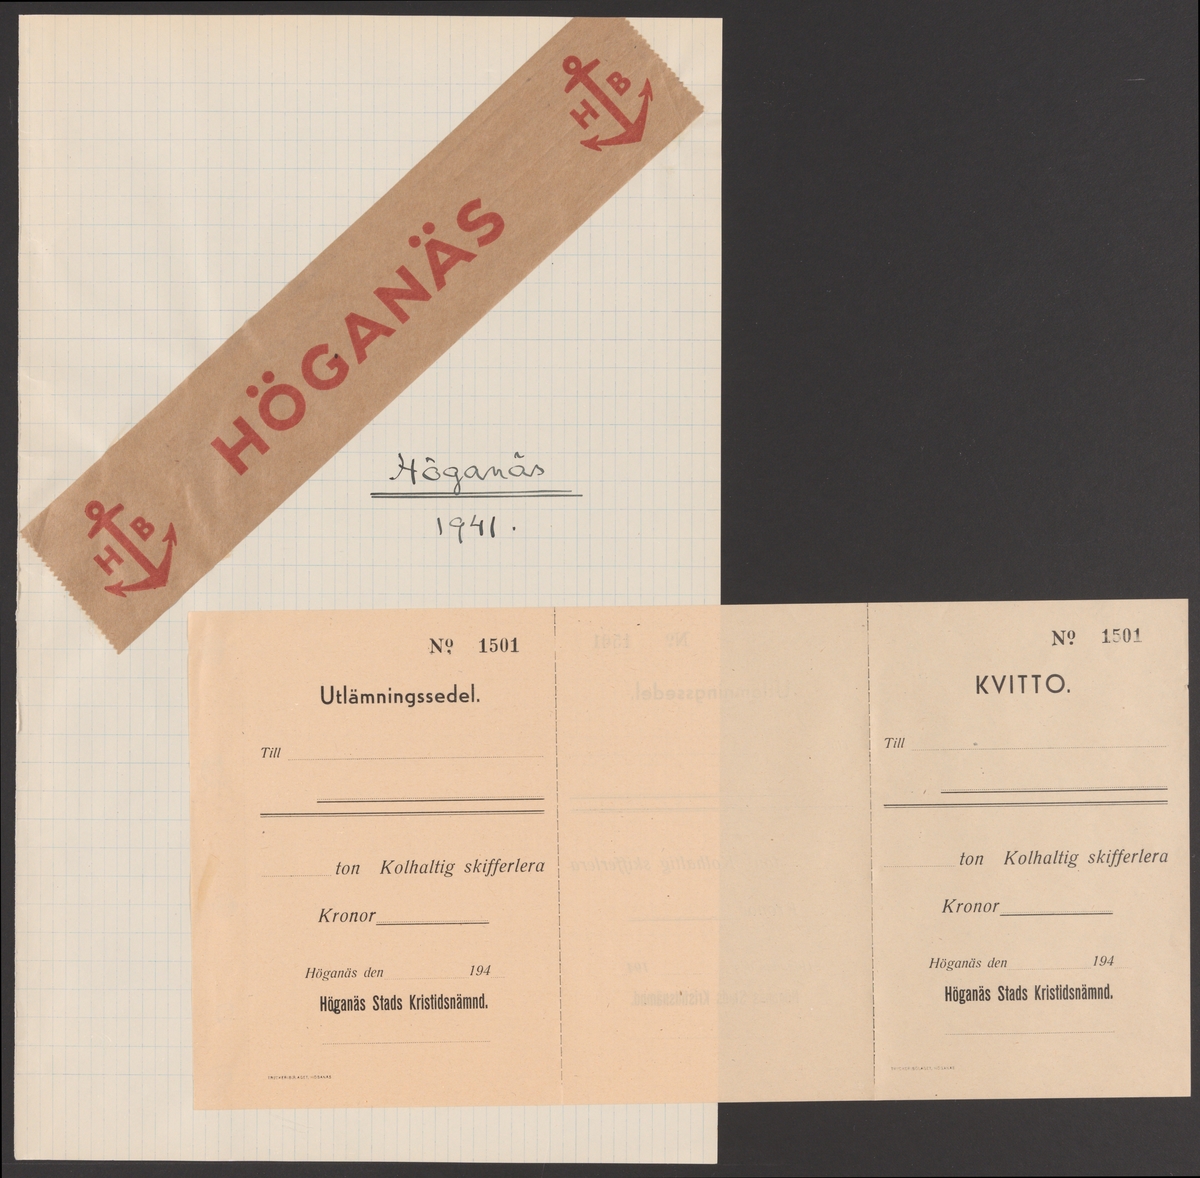 H B
HÖGANÄS
H B
Höganäs
1941.
No 1501
Utlämningssedel.
Till
ton Kolhaltig skifferlera
Kronor
Höganäs den 194
Höganäs Stads Kristidsnämnd.
No 1501
KVITTO.
Till
ton Kolhaltig skifferlera
Kronor
Höganäs den 194
Höganäs Stads Kristidsnämnd.